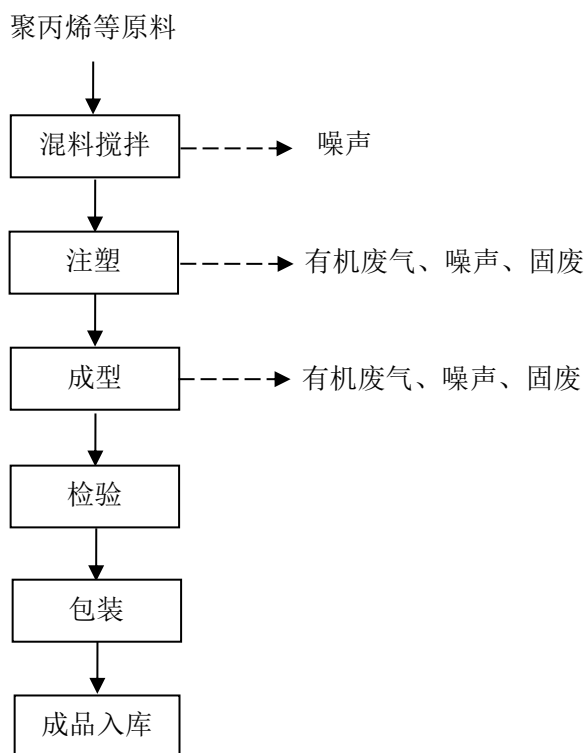 聚丙烯等原料
混料搅拌
噪声
注塑
有机废气、噪声、固废
成型
有机废气、噪声、固废
检验
包装
成品入库